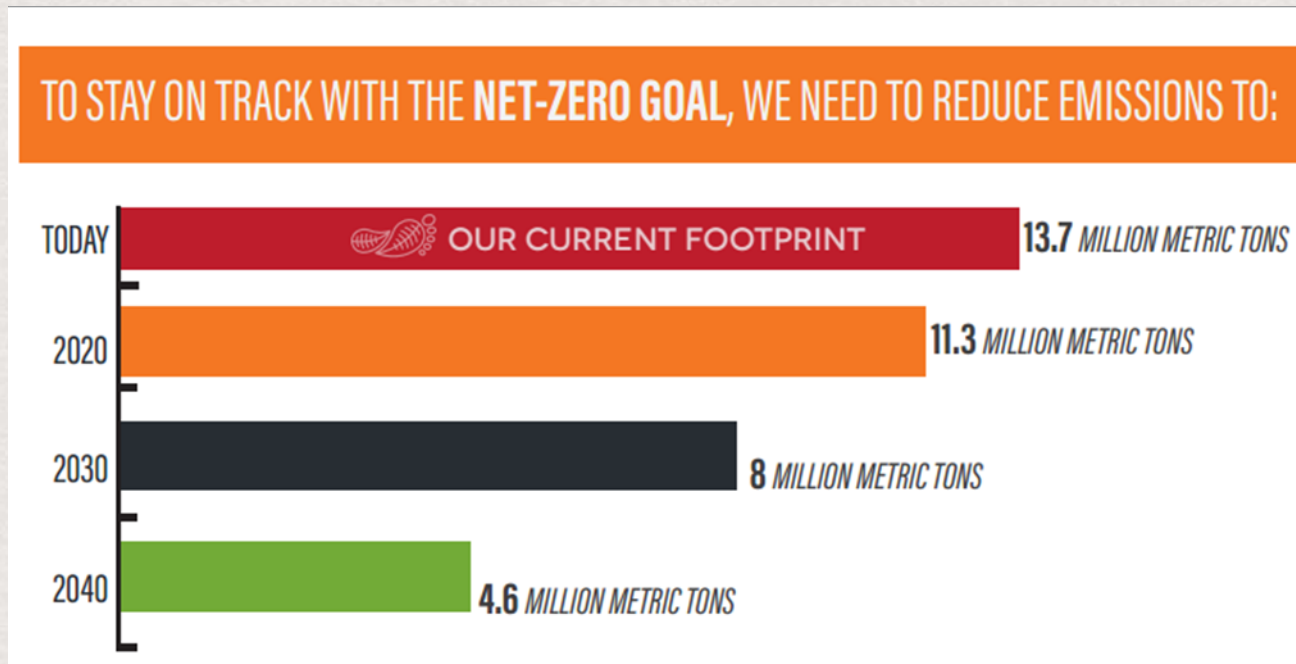 TO STAY ON TRACK WITH THE NET-ZERO GOAL, WE NEED TO REDUCE EMISSIONS TO:
TODAY OUR CURRENT FOOTPRINT 13.7 MILLION METRIC TONS
2020 11.3 MILLION METRIC TONS
2030 8 MILLION METRIC TONS
2040 4.6 MILLION METRIC TONS